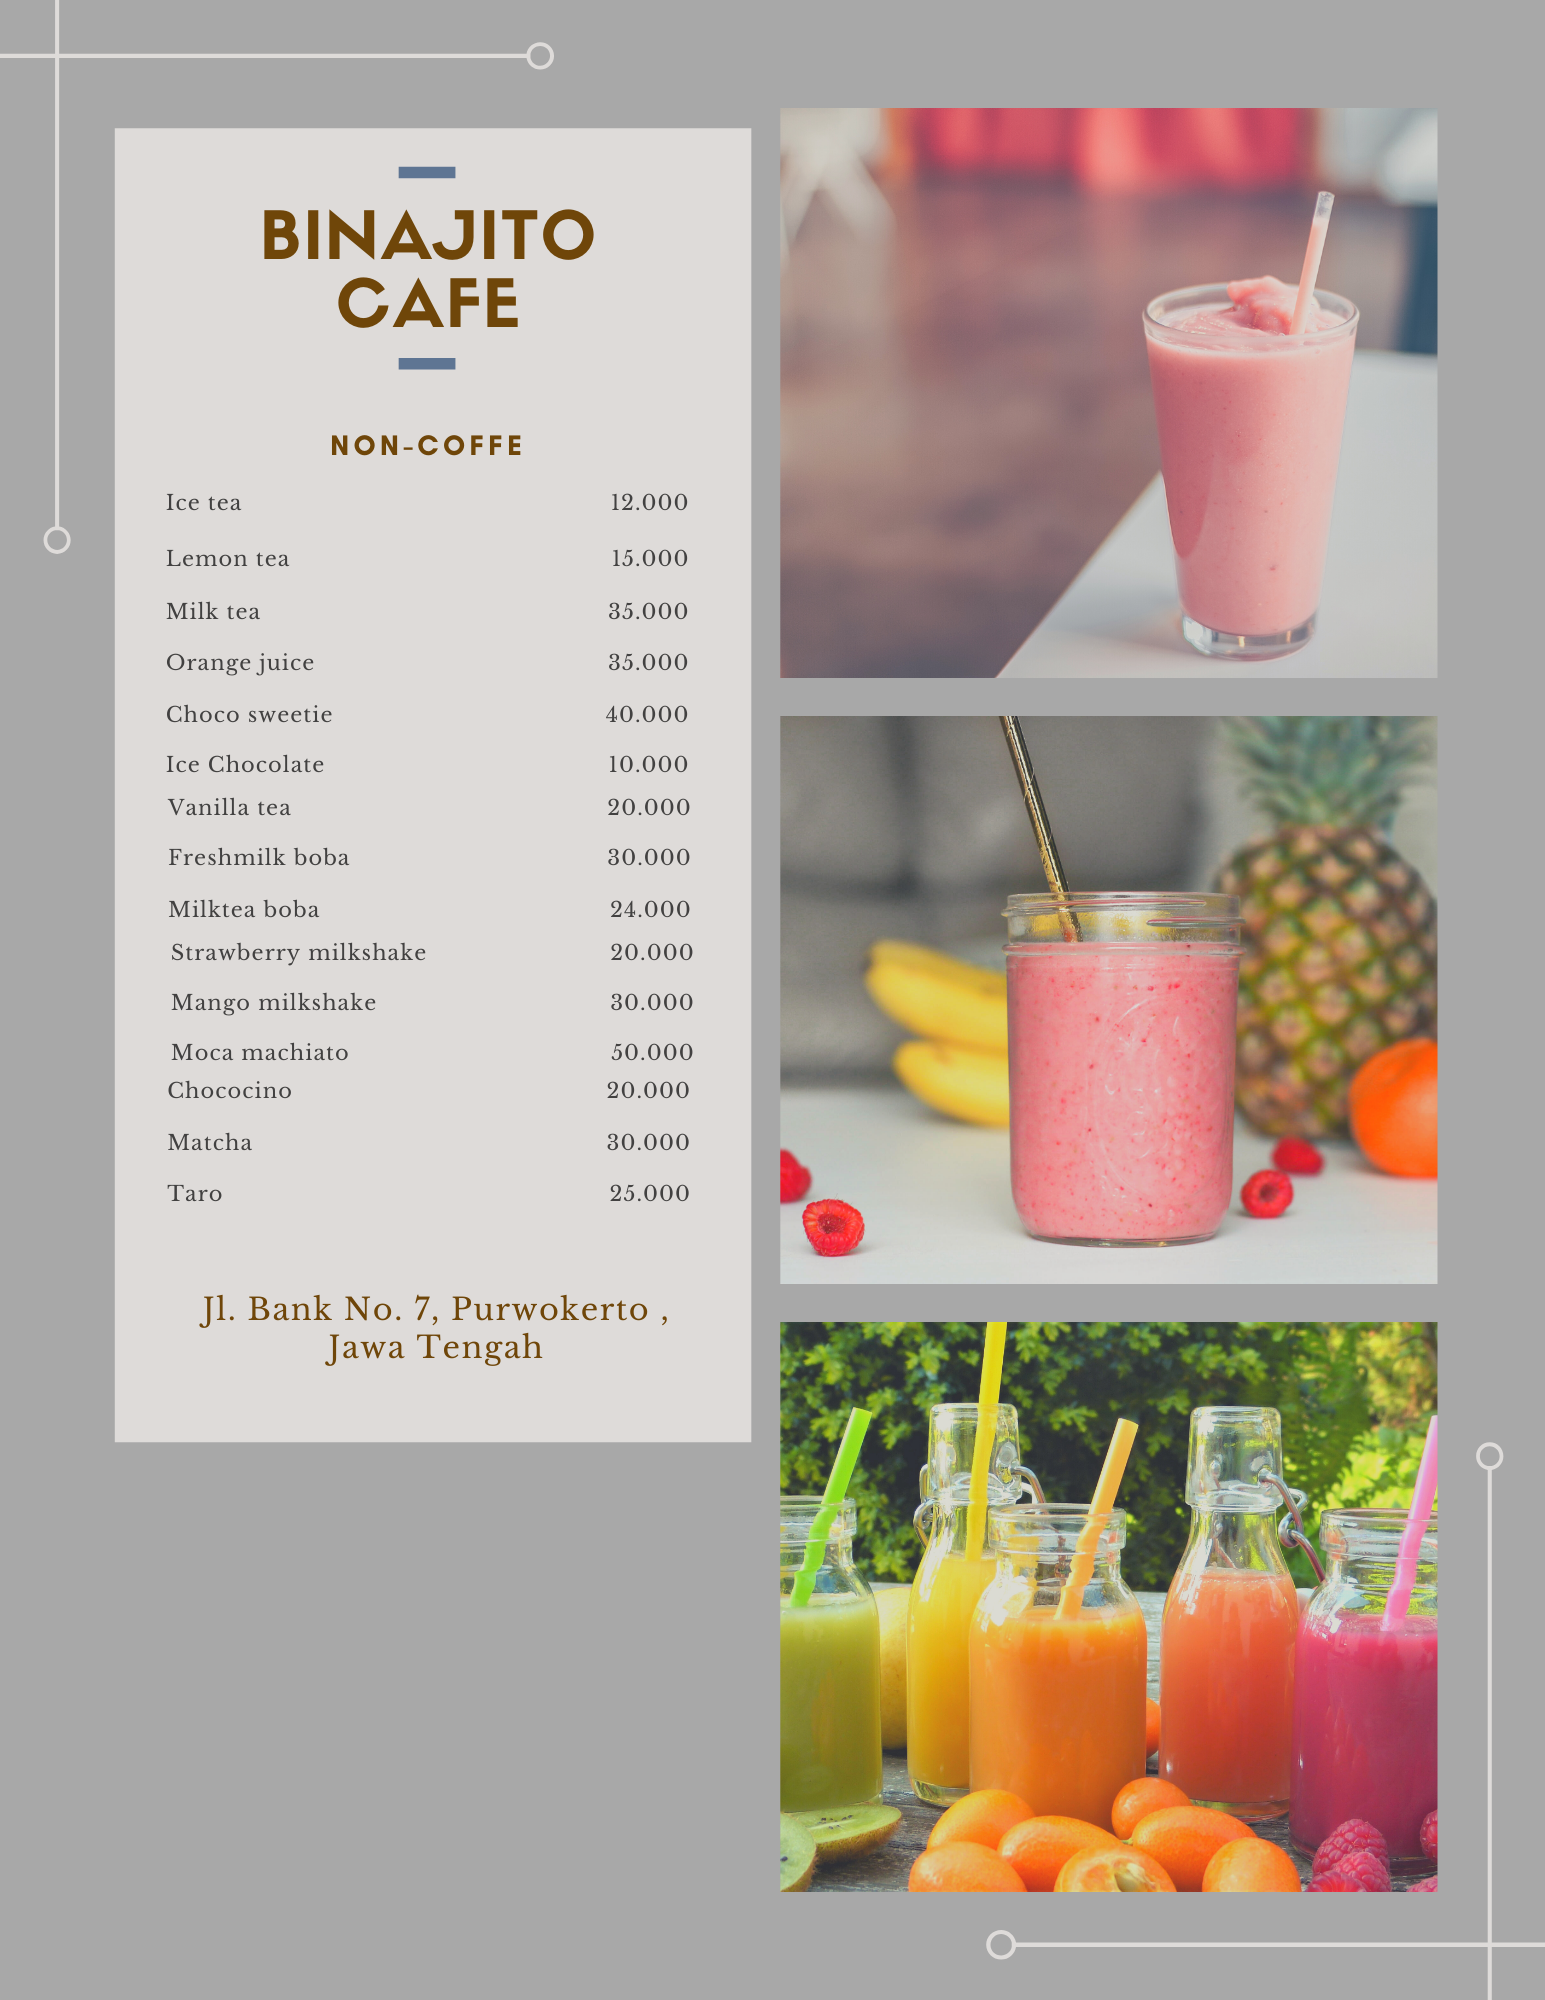 BINAJITO
CAFE
NON-COFFE
Ice tea 12.000
Lemon tea 15.000
Milk tea 35.000
Orange juice 35.000
Choco sweetie 40.000
Ice Chocolate 10.000
Vanilla tea 20.000
Freshmilk boba 30.000
Milktea boba 24.000
Strawberry milkshake 20.000
Mango milkshake 30.000
Moca machiato 50.000
Chococino 20.000
Matcha 30.000
Taro 25.000
Jl. Bank No. 7, Purwokerto ,
Jawa Tengah